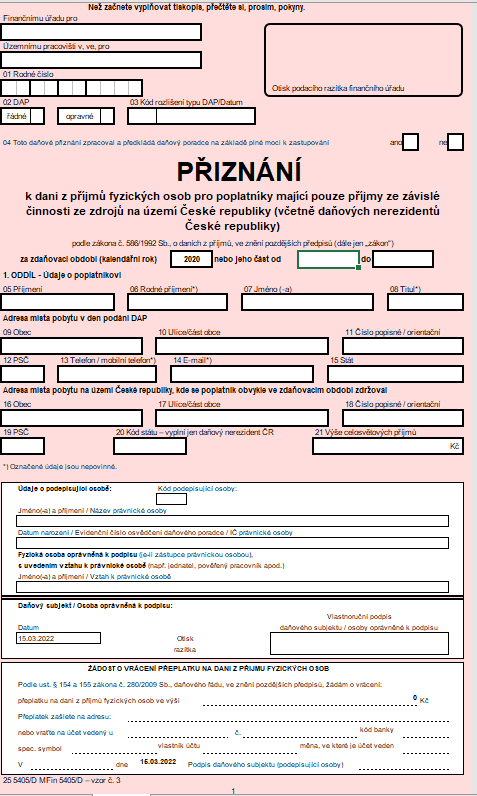 Než začnete vyplňovat tiskopis, přečtěte si, prosím, pokyny.
Finančnímu úřadu pro
Územnímu pracovišti v, ve, pro
01 Rodné číslo
Otisk podacího razítka finančního úřadu
02 DAP
03 Kód rozlišení typu DAP/Datum
řádné
opravné
04 Toto daňové přiznání zpracoval a předkládá daňový poradce na základě plné moci k zastupování
ano
ne
PŘIZNÁNÍ
k dani z příjmů fyzických osob pro poplatníky mající pouze příjmy ze závislé
činnosti ze zdrojů na území České republiky (včetně daňových nerezidentů
České republiky)
podle zákona č. 586/1992 Sb., o daních z příjmů, ve znění pozdějších předpisů (dále jen „zákon")
za zdaňovací období (kalendářní rok) 2020 nebo jeho část od do
1. ODDÍL - Údaje o poplatníkovi
05 Příjmení
06 Rodné příjmení*)
07 Jméno (-a)
08 Titul*)
Adresa místa pobytu v den podání DAP
09 Obec
10 Ulice/část obce
11 Číslo popisné / orientační
12 PSČ
13 Telefon / mobilní telefon*)
14 E-mail*)
15 Stát
Adresa místa pobytu na území České republiky, kde se poplatník obvykle ve zdaňovacím období zdržoval
16 Obec
17 Ulice/část obce
18 Číslo popisné / orientační
19 PSČ
20 Kód státu – vyplní jen daňový nerezident ČR
21 Výše celosvětových příjmů
Kč
*) Označené údaje jsou nepovinné.
Údaje o podepisující osobě:
Kód podepisující osoby:
Jméno(-a) a příjmení / Název právnické osoby
Datum narození / Evidenční číslo osvědčení daňového poradce / IČ právnické osoby
Fyzická osoba oprávněná k podpisu (je-li zástupce právnickou osobou),
s uvedením vztahu k právnické osobě (např. jednatel, pověřený pracovník apod.)
Jméno(-a) a příjmení / Vztah k právnické osobě
Daňový subjekt / Osoba oprávněná k podpisu:
Vlastnoruční podpis
Datum
daňového subjektu / osoby oprávněné k podpisu
15.03.2022
Otisk
razítka
ŽÁDOST O VRÁCENÍ PŘEPLATKU NA DANI Z PŘÍJMŮ FYZICKÝCH OSOB
Podle ust. § 154 a 155 zákona č. 280/2009 Sb., daňového řádu, ve znění pozdějších předpisů, žádám o vrácení:
přeplatku na dani z příjmů fyzických osob ve výši 0 Kč
Přeplatek zašlete na adresu:
nebo vraťte na účet vedený u č. kód banky
spec. symbol vlastník účtu měna, ve které je účet veden
V dne 15.03.2022 Podpis daňového subjektu (podepisující osoby)
25 5405/D MFin 5405/D – vzor č. 3
1